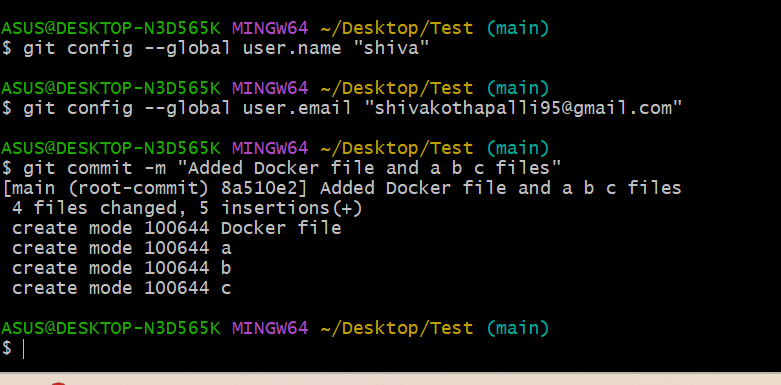 ASUS@DESKTOP-N3D565K MINGW64 ~/Desktop/Test (main)
$ git config --global user.name "shiva"
ASUS@DESKTOP-N3D565K MINGW64 ~/Desktop/Test (main)
$ git config --global user.email "shivakothapalli95@gmail.com"
ASUS@DESKTOP-N3D565K MINGW64 ~/Desktop/Test (main)
$ git commit -m "Added Docker file and a b c files"
[main (root-commit) 8a510e2] Added Docker file and a b c files
 4 files changed, 5 insertions(+)
 create mode 100644 Docker file
 create mode 100644 a
 create mode 100644 b
 create mode 100644 c
ASUS@DESKTOP-N3D565K MINGW64 ~/Desktop/Test (main)
$